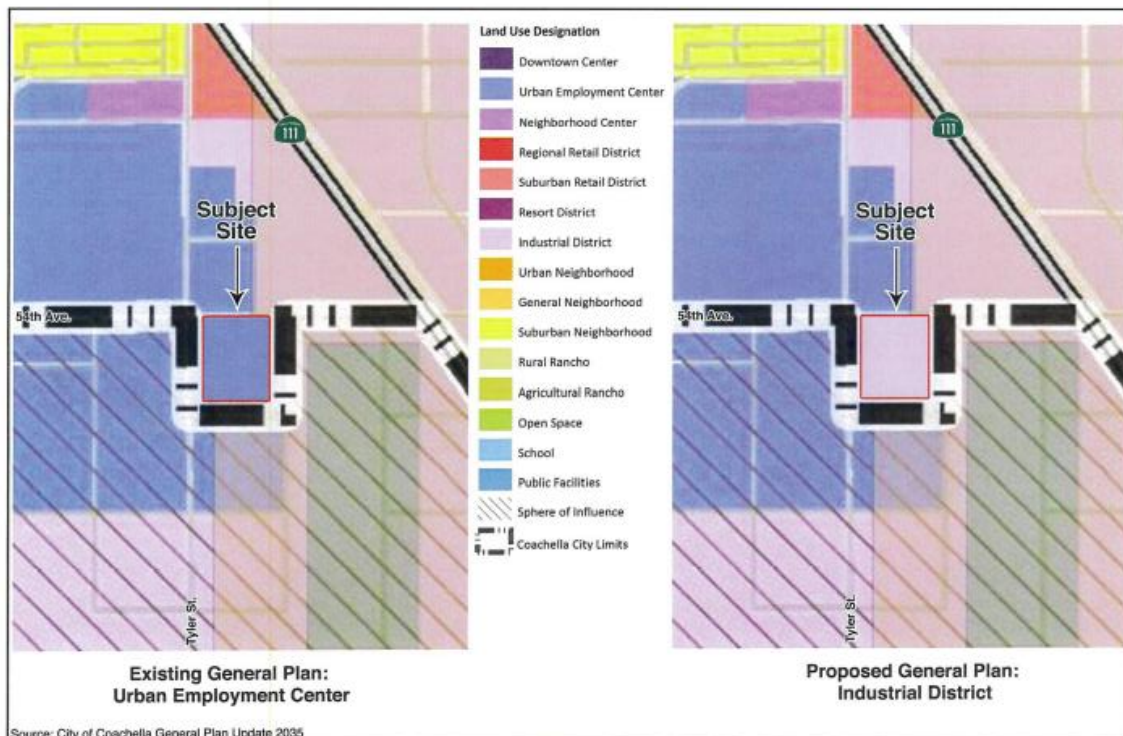 Land Use Designation
Downtown Center
Urban Employment Center
Neighborhood Center
Regional Retail District
Suburban Retail District
Resort District
Industrial District
Urban Neighborhood
General Neighborhood
Suburban Neighborhood
Rural Rancho
Agricultural Rancho
Open Space
School
Public Facilities
Sphere of Influence
Coachella City Limits
111
Subject
Site
54th Ave.
Tyler St.
Existing General Plan:
Urban Employment Center
111
Subject
Site
54th Ave.
Tyler St.
Proposed General Plan:
Industrial District
Source: City of Coachella General Plan Update 2035